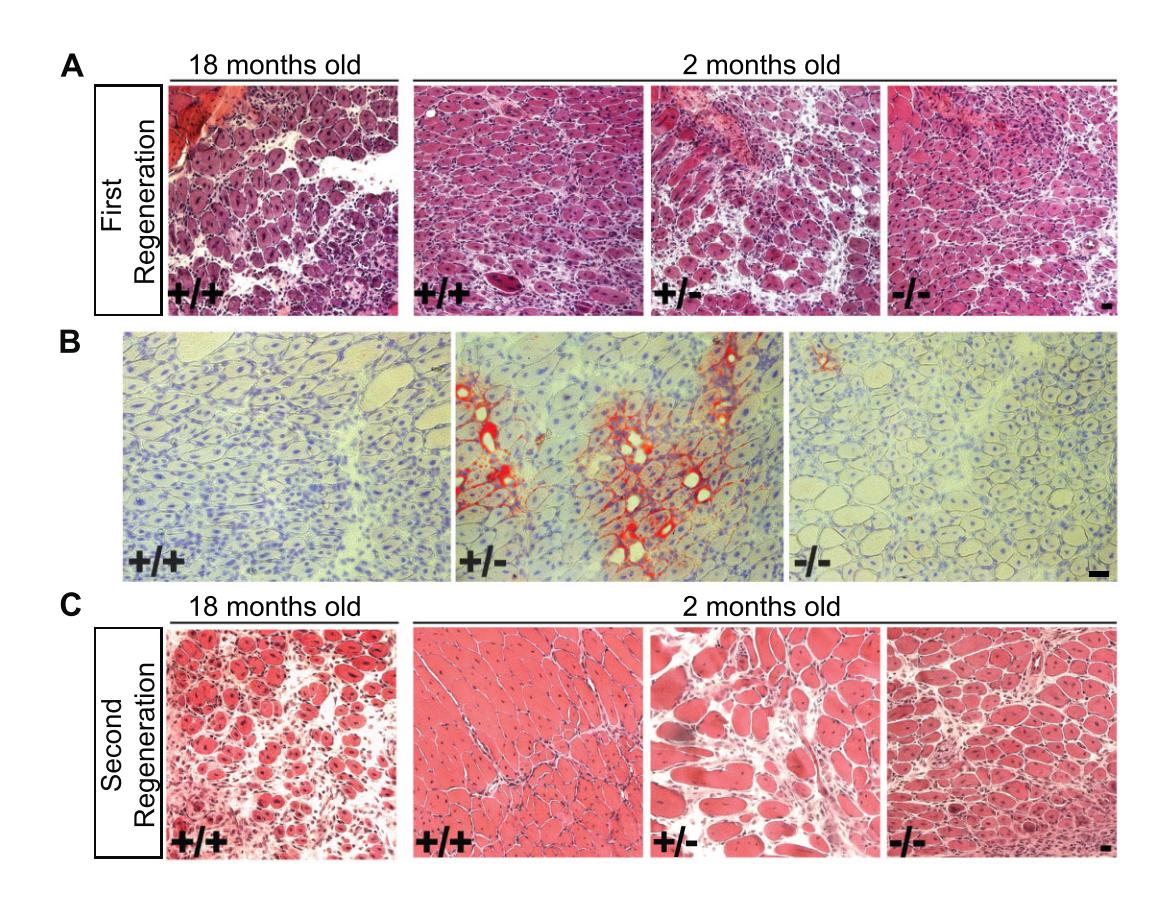 A
18 months old
2 months old
First
Regeneration
+/+
+/+
+/-
-/-
B
+/+
+/-
-/-
C
18 months old
2 months old
Second
Regeneration
+/+
+/+
+/-
-/-